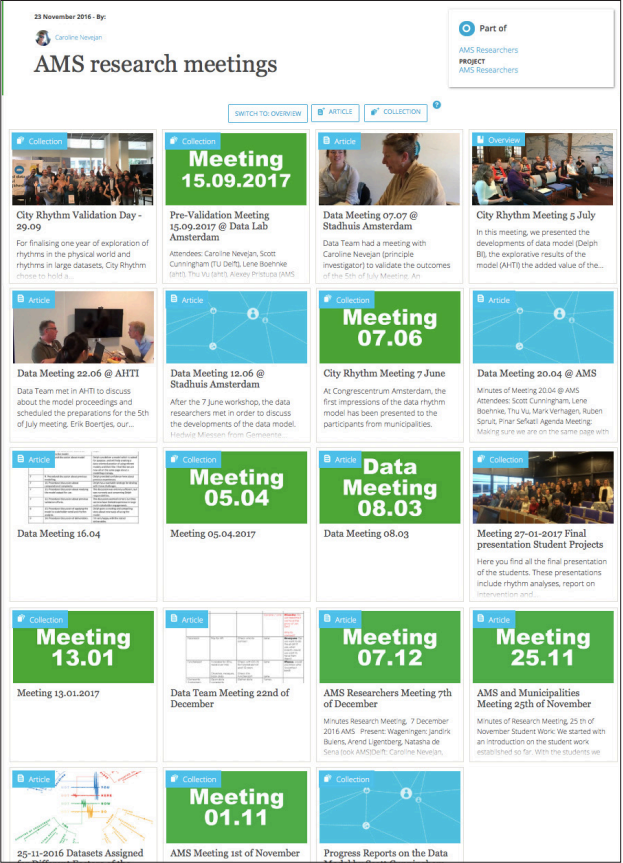 23 November 2016 - By:
Caroline Nevejan
AMS research meetings
Part of
AMS Researchers
PROJECT
AMS Researchers
SWITCH TO: OVERVIEW
ARTICLE
COLLECTION
?
Collection
City Rhythm Validation Day -
29.09
For finalising one year of exploration of
rhythms in the physical world and
rhythms in large datasets, City Rhythm
chose to hold a...
Collection
Meeting
15.09.2017
Pre-Validation Meeting
15.09.2017 @ Data Lab
Amsterdam
Attendees: Caroline Nevejan, Scott
Cunningham (TU Delft), Lene Boehnke
(ahti), Thu Vu (ahti), Alexey Pristupa (AMS
Article
Data Meeting 07.07 @
Stadhuis Amsterdam
Data Team had a meeting with
Caroline Nevejan (principle
investigator) to validate the outcomes
of the 5th of July Meeting. An
Overview
City Rhythm Meeting 5 July
In this meeting, we presented the
developments of data model (Delph
BI), the explorative results of the
model (AHTI) the added value of the...
Article
Data Meeting 22.06 @ AHTI
Data Team met in AHTI to discuss
about the model proceedings and
scheduled the preparations for the 5th
of July meeting, Erik Boertjes, our...
Article
Data Meeting 12.06 @
Stadhuis Amsterdam
After the 7 June workshop, the data
researchers met in order to discuss
the developments of the data model.
Hedwig Miessen from Gemeente
Collection
Meeting
07.06
City Rhythm Meeting 7 June
At Congrescentrum Amsterdam, the
first impressions of the data rhythm
model has been presented to the
participants from municipalities.
Article
Data Meeting 20.04 @ AMS
Minutes of Meeting 20.04 @ AMS
Attendees: Scott Cunningham, Lene
Boehnke, Thu Vu, Mark Verhagen, Ruben
Spruit, Pinar Sefkatli Agenda Meeting:
Making sure we are on the same page with
Article
Data Meeting 16.04
Collection
Meeting
05.04
Meeting 05.04.2017
Article
Data
Meeting
08.03
Data Meeting 08.03
Collection
Meeting 27-01-2017 Final
presentation Student Projects
Here you find all the final presentation
of the students. These presentations
include rhythm analyses, report on
intervention and...
Collection
Meeting
13.01
Meeting 13.01.2017
Article
Data Team Meeting 22nd of
December
Article
Meeting
07.12
AMS Researchers Meeting 7th
of December
Minutes Research Meeting, 7 December
2016 AMS Present: Wageningen: Jandirk
Bulens, Arend Ligtenberg, Natasha de
Sena (ook AMS)Delft: Caroline Nevejan,
Article
Meeting
25.11
AMS and Municipalities
Meeting 25th of November
Minutes of Research Meeting, 25 th of
November Student Work: We started with
an introduction on the student work
established so far. With the students we
Article
25-11-2016 Datasets Assigned
Collection
Meeting
01.11
AMS Meeting 1st of November
Collection
Progress Reports on the Data